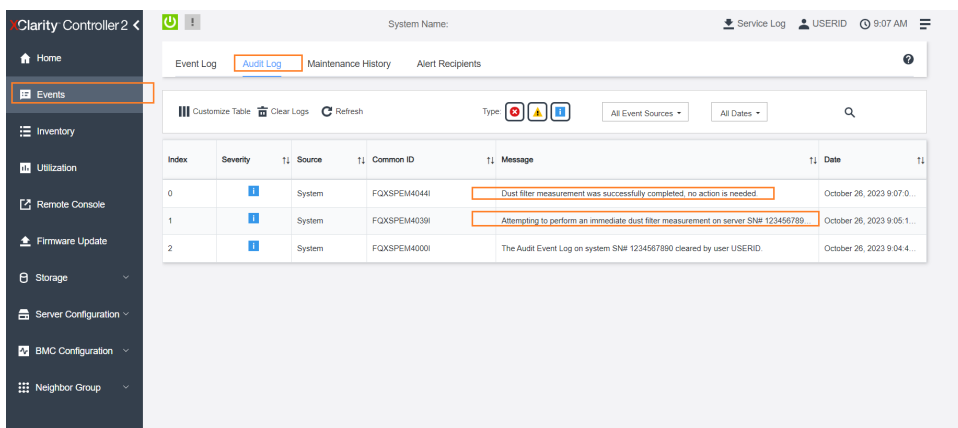 XClarity Controller 2
System Name:
Service Log
USERID
9:07 AM
Home
Events
Inventory
Utilization
Remote Console
Firmware Update
Storage
Server Configuration
BMC Configuration
Neighbor Group
Event Log Audit Log Maintenance History Alert Recipients
Customize Table Clear Logs Refresh Type: All Event Sources All Dates
Index Severity Source Common ID Message Date
0 System FQXSPEM4044I Dust filter measurement was successfully completed, no action is needed. October 26, 2023 9:07:0...
1 System FQXSPEM4039I Attempting to perform an immediate dust filter measurement on server SN# 123456789... October 26, 2023 9:05:1...
2 System FQXSPEM4000I The Audit Event Log on system SN# 1234567890 cleared by user USERID. October 26, 2023 9:04:4...